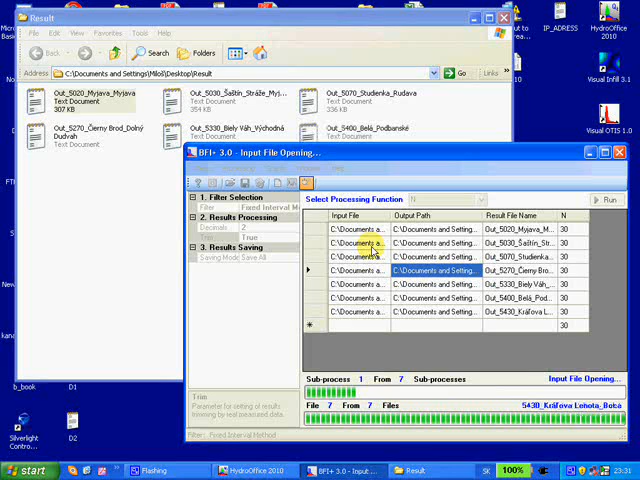 Result
File Edit View Favorites Tools Help
Back Search Folders
Address C:\Documents and Settings\Miloš\Desktop\Result Go Links
Out_5020_Myjava_Myjava
Text Document
307 KB
Out_5030_Šaštín_Stráže_My...
Text Document
354 KB
Out_5070_Studienka_Rudava
Text Document
336 KB
Out_5270_Čierny Brod_Dolný Dudváh
Text Document
Out_5330_Biely Váh_Východná
Text Document
Out_5400_Belá_Podbanské
Text Document
BFI+ 3.0 - Input File Opening...
1. Filter Selection
Filter Fixed Interval M
2. Results Processing
Decimals 2
Trim True
3. Results Saving
Saving Mode Save All
Select Processing Function N Run
Input File Output Path Result File Name N
C:\Documents a... C:\Documents and Setting... Out_5020_Myjava_M... 30
C:\Documents a... C:\Documents and Setting... Out_5030_Šaštín_Str... 30
C:\Documents a... C:\Documents and Setting... Out_5070_Studienka_... 30
C:\Documents a... C:\Documents and Setting... Out_5270_Čierny Bro... 30
C:\Documents a... C:\Documents and Setting... Out_5330_Biely Váh_... 30
C:\Documents a... C:\Documents and Setting... Out_5400_Belá_Pod... 30
C:\Documents a... C:\Documents and Setting... Out_5430_Kráľova L... 30
30
Trim
Parameter for setting of results trimming by real measured data.
Sub-process 1 From 7 Sub-processes Input File Opening...
File 7 From 7 Files 5430_Kráľova Lehota_Boca
Filter: Fixed Interval Method
IP_ADRES5
HydroOffice 2010
Visual Infill 3.1
Visual OTIS 1.0
b_book
D1
Silverlight Contro...
D2
start Flashing HydroOffice 2010 BFI+ 3.0 - Input ... Result SK 100% 23:31